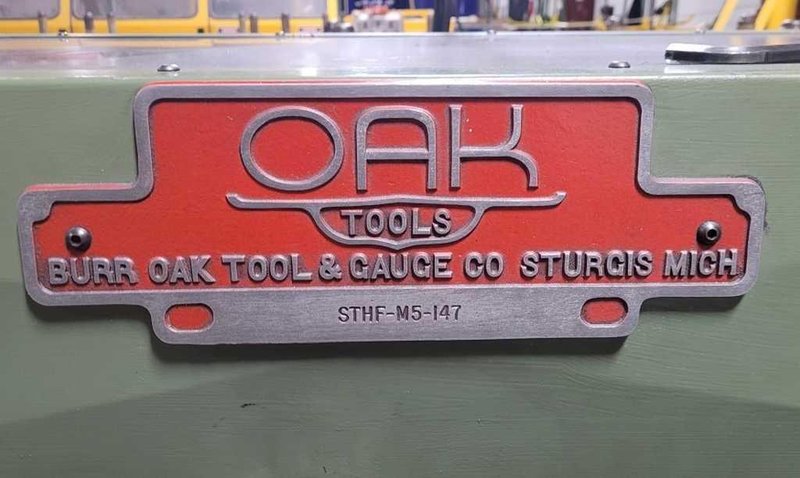 OAK
TOOLS
BURR OAK TOOL & GAUGE CO STURGIS MICH
STHF-M5-147